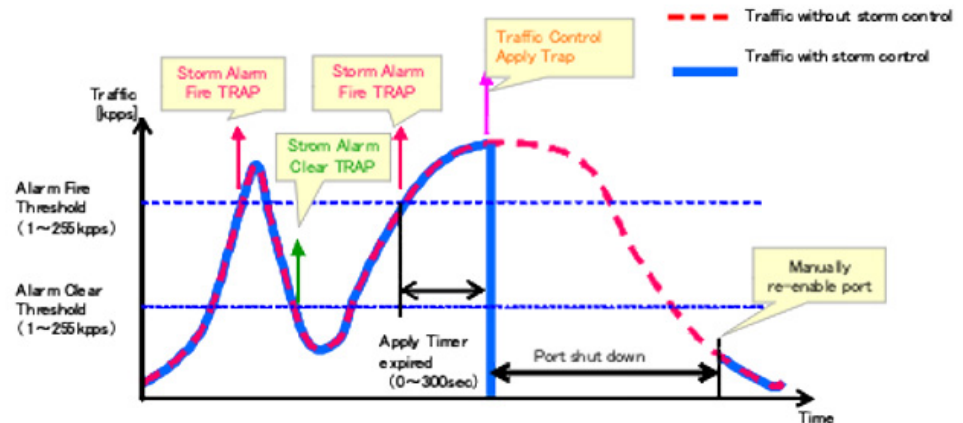 Traffic without storm control
Traffic with storm control
Traffic Control
Apply Trap
Storm Alarm
Fire TRAP
Storm Alarm
Fire TRAP
Strom Alarm
Clear TRAP
Traffic
[kpps]
Alarm Fire
Threshold
(1～255kpps)
Alarm Clear
Threshold
(1～255kpps)
Manually
re-enable port
Apply Timer
expired
(0～300sec)
Port shut down
Time